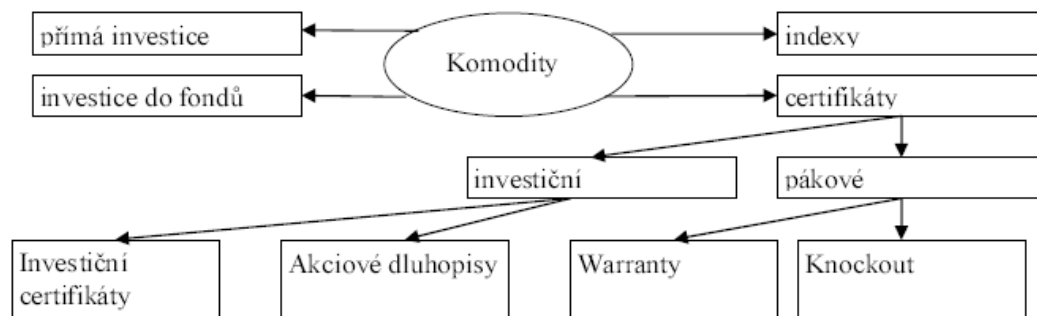 přímá investice
Komodity
indexy
investice do fondů
certifikáty
investiční
pákové
Investiční
certifikáty
Akciové dluhopisy
Warranty
Knockout